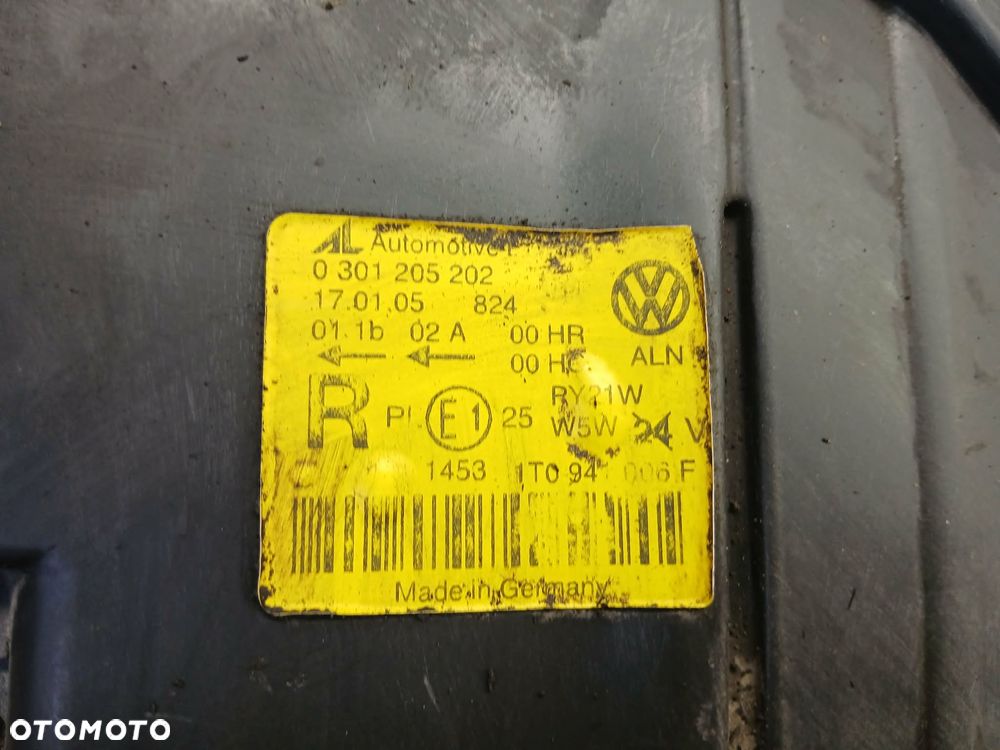 AL Automotive
0 301 205 202
17.01.05 824
01.1b 02 A 00 HR
00 ALN
R E1 25 RY21W
W5W 24 V
1453 1T0 94 006 F
Made in Germany
OTOMOTO